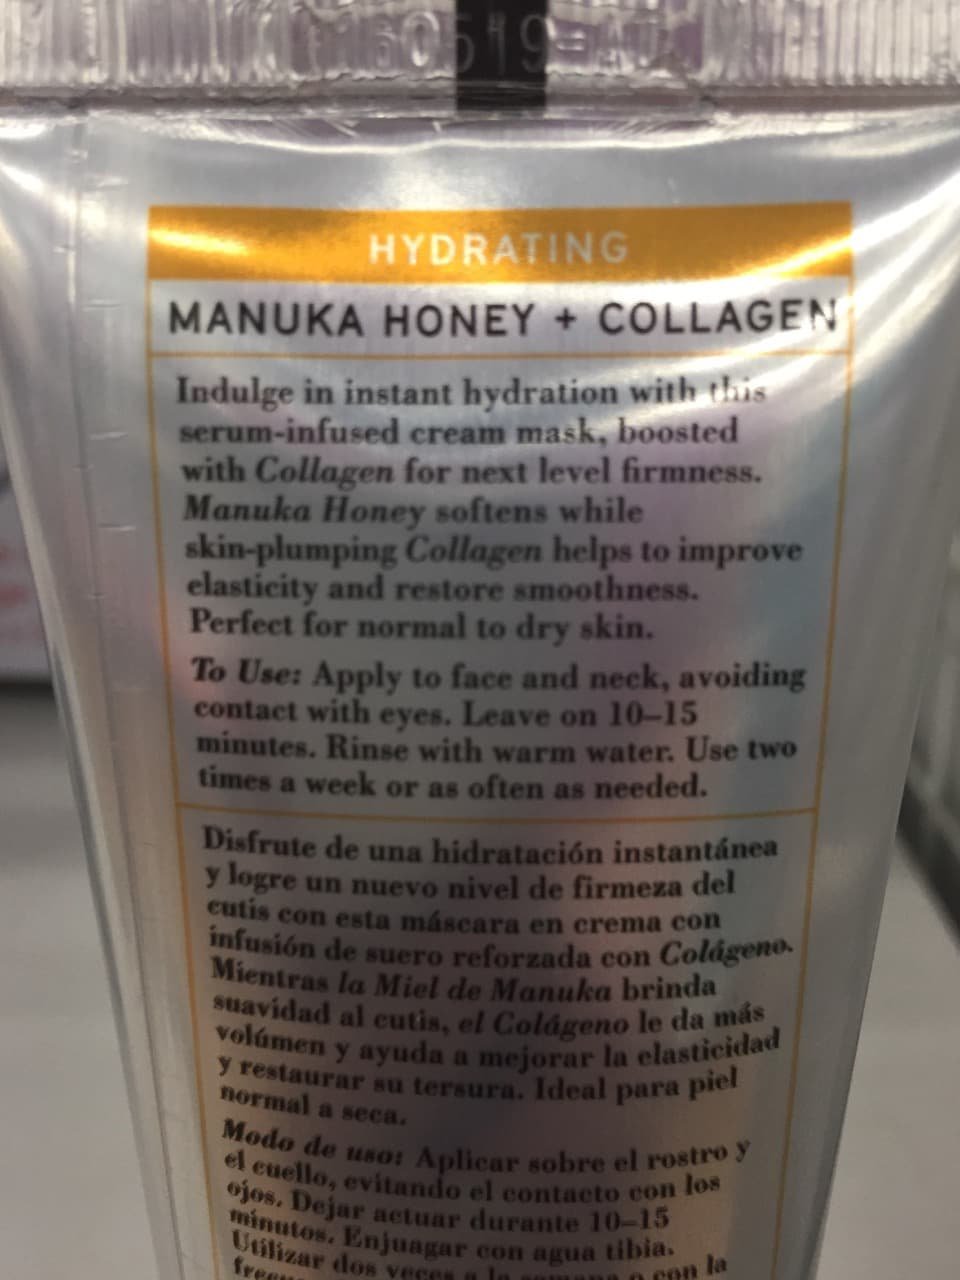 HYDRATING
MANUKA HONEY + COLLAGEN
Indulge in instant hydration with this
serum-infused cream mask, boosted
with Collagen for next level firmness.
Manuka Honey softens while
skin-plumping Collagen helps to improve
elasticity and restore smoothness.
Perfect for normal to dry skin.
To Use: Apply to face and neck, avoiding
contact with eyes. Leave on 10–15
minutes. Rinse with warm water. Use two
times a week or as often as needed.
Disfrute de una hidratación instantánea
y logre un nuevo nivel de firmeza del
cutis con esta máscara en crema con
infusión de suero reforzada con Colágeno.
Mientras la Miel de Manuka brinda
suavidad al cutis, el Colágeno le da más
volúmen y ayuda a mejorar la elasticidad
y restaurar su tersura. Ideal para piel
normal a seca.
Modo de uso: Aplicar sobre el rostro y
el cuello, evitando el contacto con los
ojos. Dejar actuar durante 10–15
minutos. Enjuagar con agua tibia.
Utilizar dos veces a la semana o con la